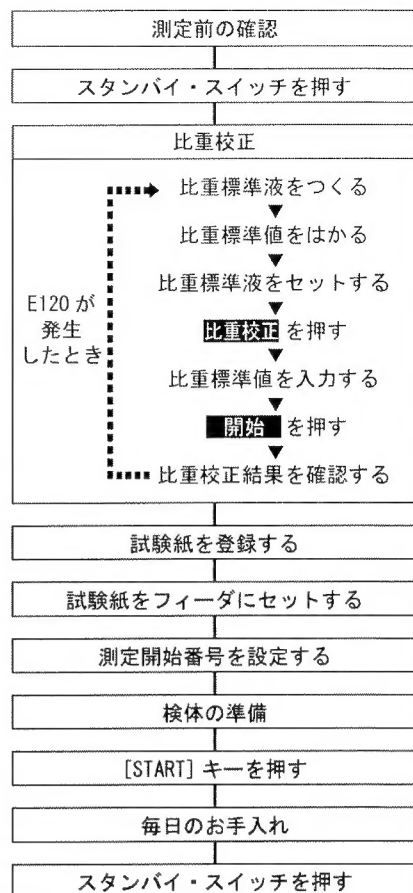 測定前の確認
スタンバイ・スイッチを押す
比重校正
比重標準液をつくる
比重標準値をはかる
比重標準液をセットする
比重校正 を押す
比重標準値を入力する
開始 を押す
比重校正結果を確認する
E120 が
発生
したとき
試験紙を登録する
試験紙をフィーダにセットする
測定開始番号を設定する
検体の準備
[START] キーを押す
毎日のお手入れ
スタンバイ・スイッチを押す